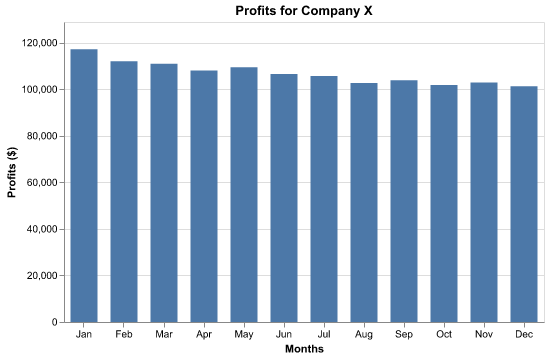 Profits for Company X
120,000
100,000
80,000
60,000
40,000
20,000
0
Profits ($)
Jan Feb Mar Apr May Jun Jul Aug Sep Oct Nov Dec
Months